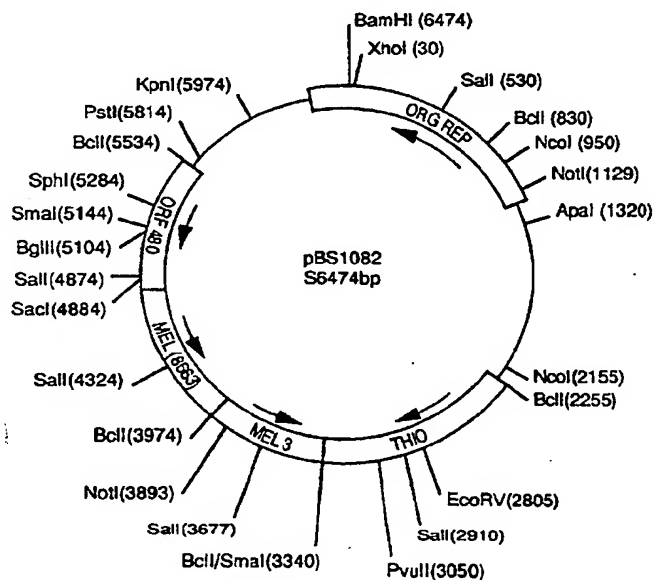 BamHI (6474)
XhoI (30)
SalI (530)
BclI (830)
NcoI (950)
NotI (1129)
ApaI (1320)
NcoI(2155)
BclI(2255)
EcoRV(2805)
SalI(2910)
PvuII(3050)
BclI/SmaI(3340)
SalI(3677)
NotI(3893)
BclI(3974)
SalI(4324)
SacI(4884)
SalI(4874)
BglII(5104)
SmaI(5144)
SphI(5284)
BclI(5534)
PstI(5814)
KpnI(5974)
ORG REP
THIO
MEL 3
MEL (8663)
ORF 480
pBS1082
S6474bp